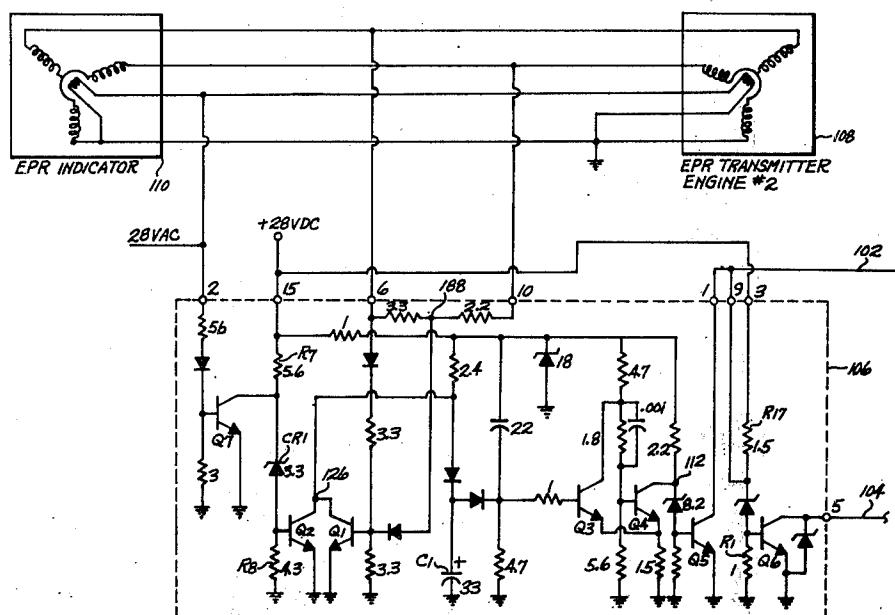 EPR INDICATOR
110
EPR TRANSMITTER
ENGINE #2
108
28VAC
+28VDC
102
2
15
6
188
10
1
9
3
56
3.3
2.2
1
R7
5.6
2.4
18
4.7
106
.001
R17
1.5
Q7
CR1
3.3
3.3
22
1.8
2.2
126
112
8.2
3
1
5
104
Q2
Q1
Q3
Q4
Q5
R1
Q6
R8
4.3
3.3
C1
+
33
4.7
5.6
1.5
1